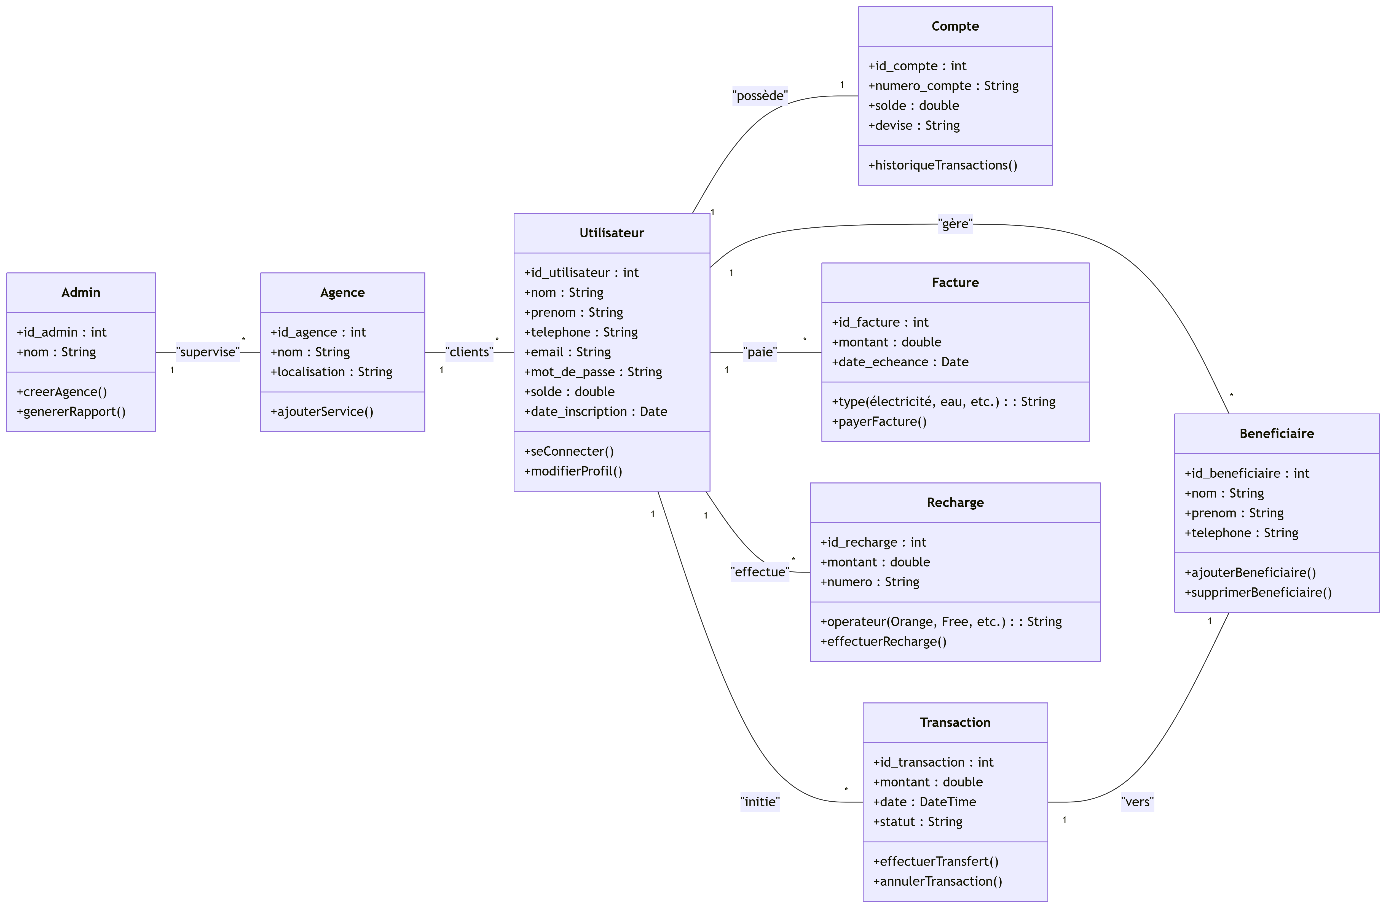 Compte
+id_compte : int
+numero_compte : String
+solde : double
+devise : String
+historiqueTransactions()
"possède"
1
1
Utilisateur
+id_utilisateur : int
+nom : String
+prenom : String
+telephone : String
+email : String
+mot_de_passe : String
+solde : double
+date_inscription : Date
+seConnecter()
+modifierProfil()
"gère"
1
*
Admin
+id_admin : int
+nom : String
+creerAgence()
+genererRapport()
"supervise"
1
*
Agence
+id_agence : int
+nom : String
+localisation : String
+ajouterService()
"clients"
1
*
Facture
+id_facture : int
+montant : double
+date_echeance : Date
+type(électricité, eau, etc.) : : String
+payerFacture()
"paie"
1
*
Beneficiaire
+id_beneficiaire : int
+nom : String
+prenom : String
+telephone : String
+ajouterBeneficiaire()
+supprimerBeneficiaire()
Recharge
+id_recharge : int
+montant : double
+numero : String
+operateur(Orange, Free, etc.) : : String
+effectuerRecharge()
"effectue"
1
*
Transaction
+id_transaction : int
+montant : double
+date : DateTime
+statut : String
+effectuerTransfert()
+annulerTransaction()
"initie"
1
*
"vers"
1
1